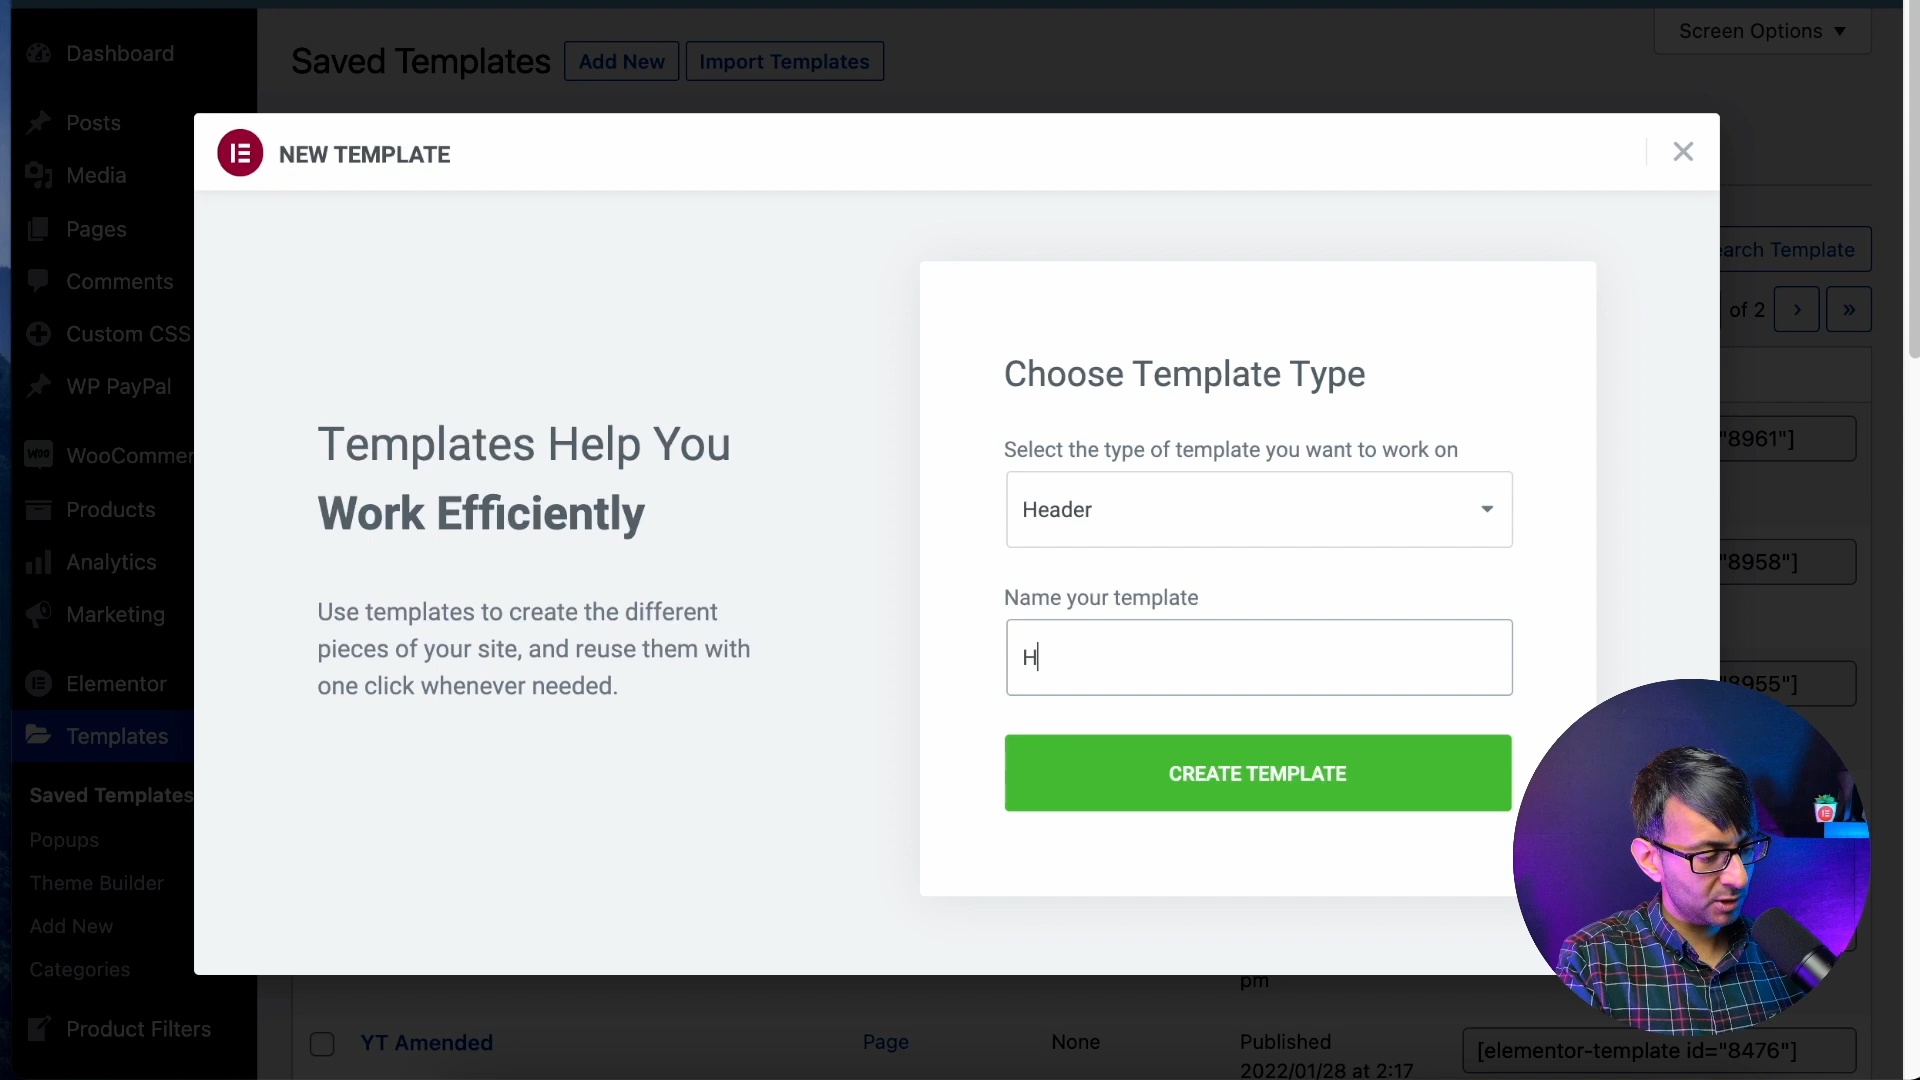 Dashboard
Posts
Media
Pages
Comments
Custom CSS
WP PayPal
WooCommer
Products
Analytics
Marketing
Elementor
Templates
Saved Templates
Popups
Theme Builder
Add New
Categories
Product Filters
Saved Templates
Add New
Import Templates
Screen Options
NEW TEMPLATE
arch Template
of 2
Templates Help You
Work Efficiently
Use templates to create the different
pieces of your site, and reuse them with
one click whenever needed.
Choose Template Type
Select the type of template you want to work on
Header
Name your template
H
CREATE TEMPLATE
"8961"]
"8958"]
"8955"]
pm
YT Amended
Page
None
Published
2022/01/28 at 2:17
[elementor-template id="8476"]